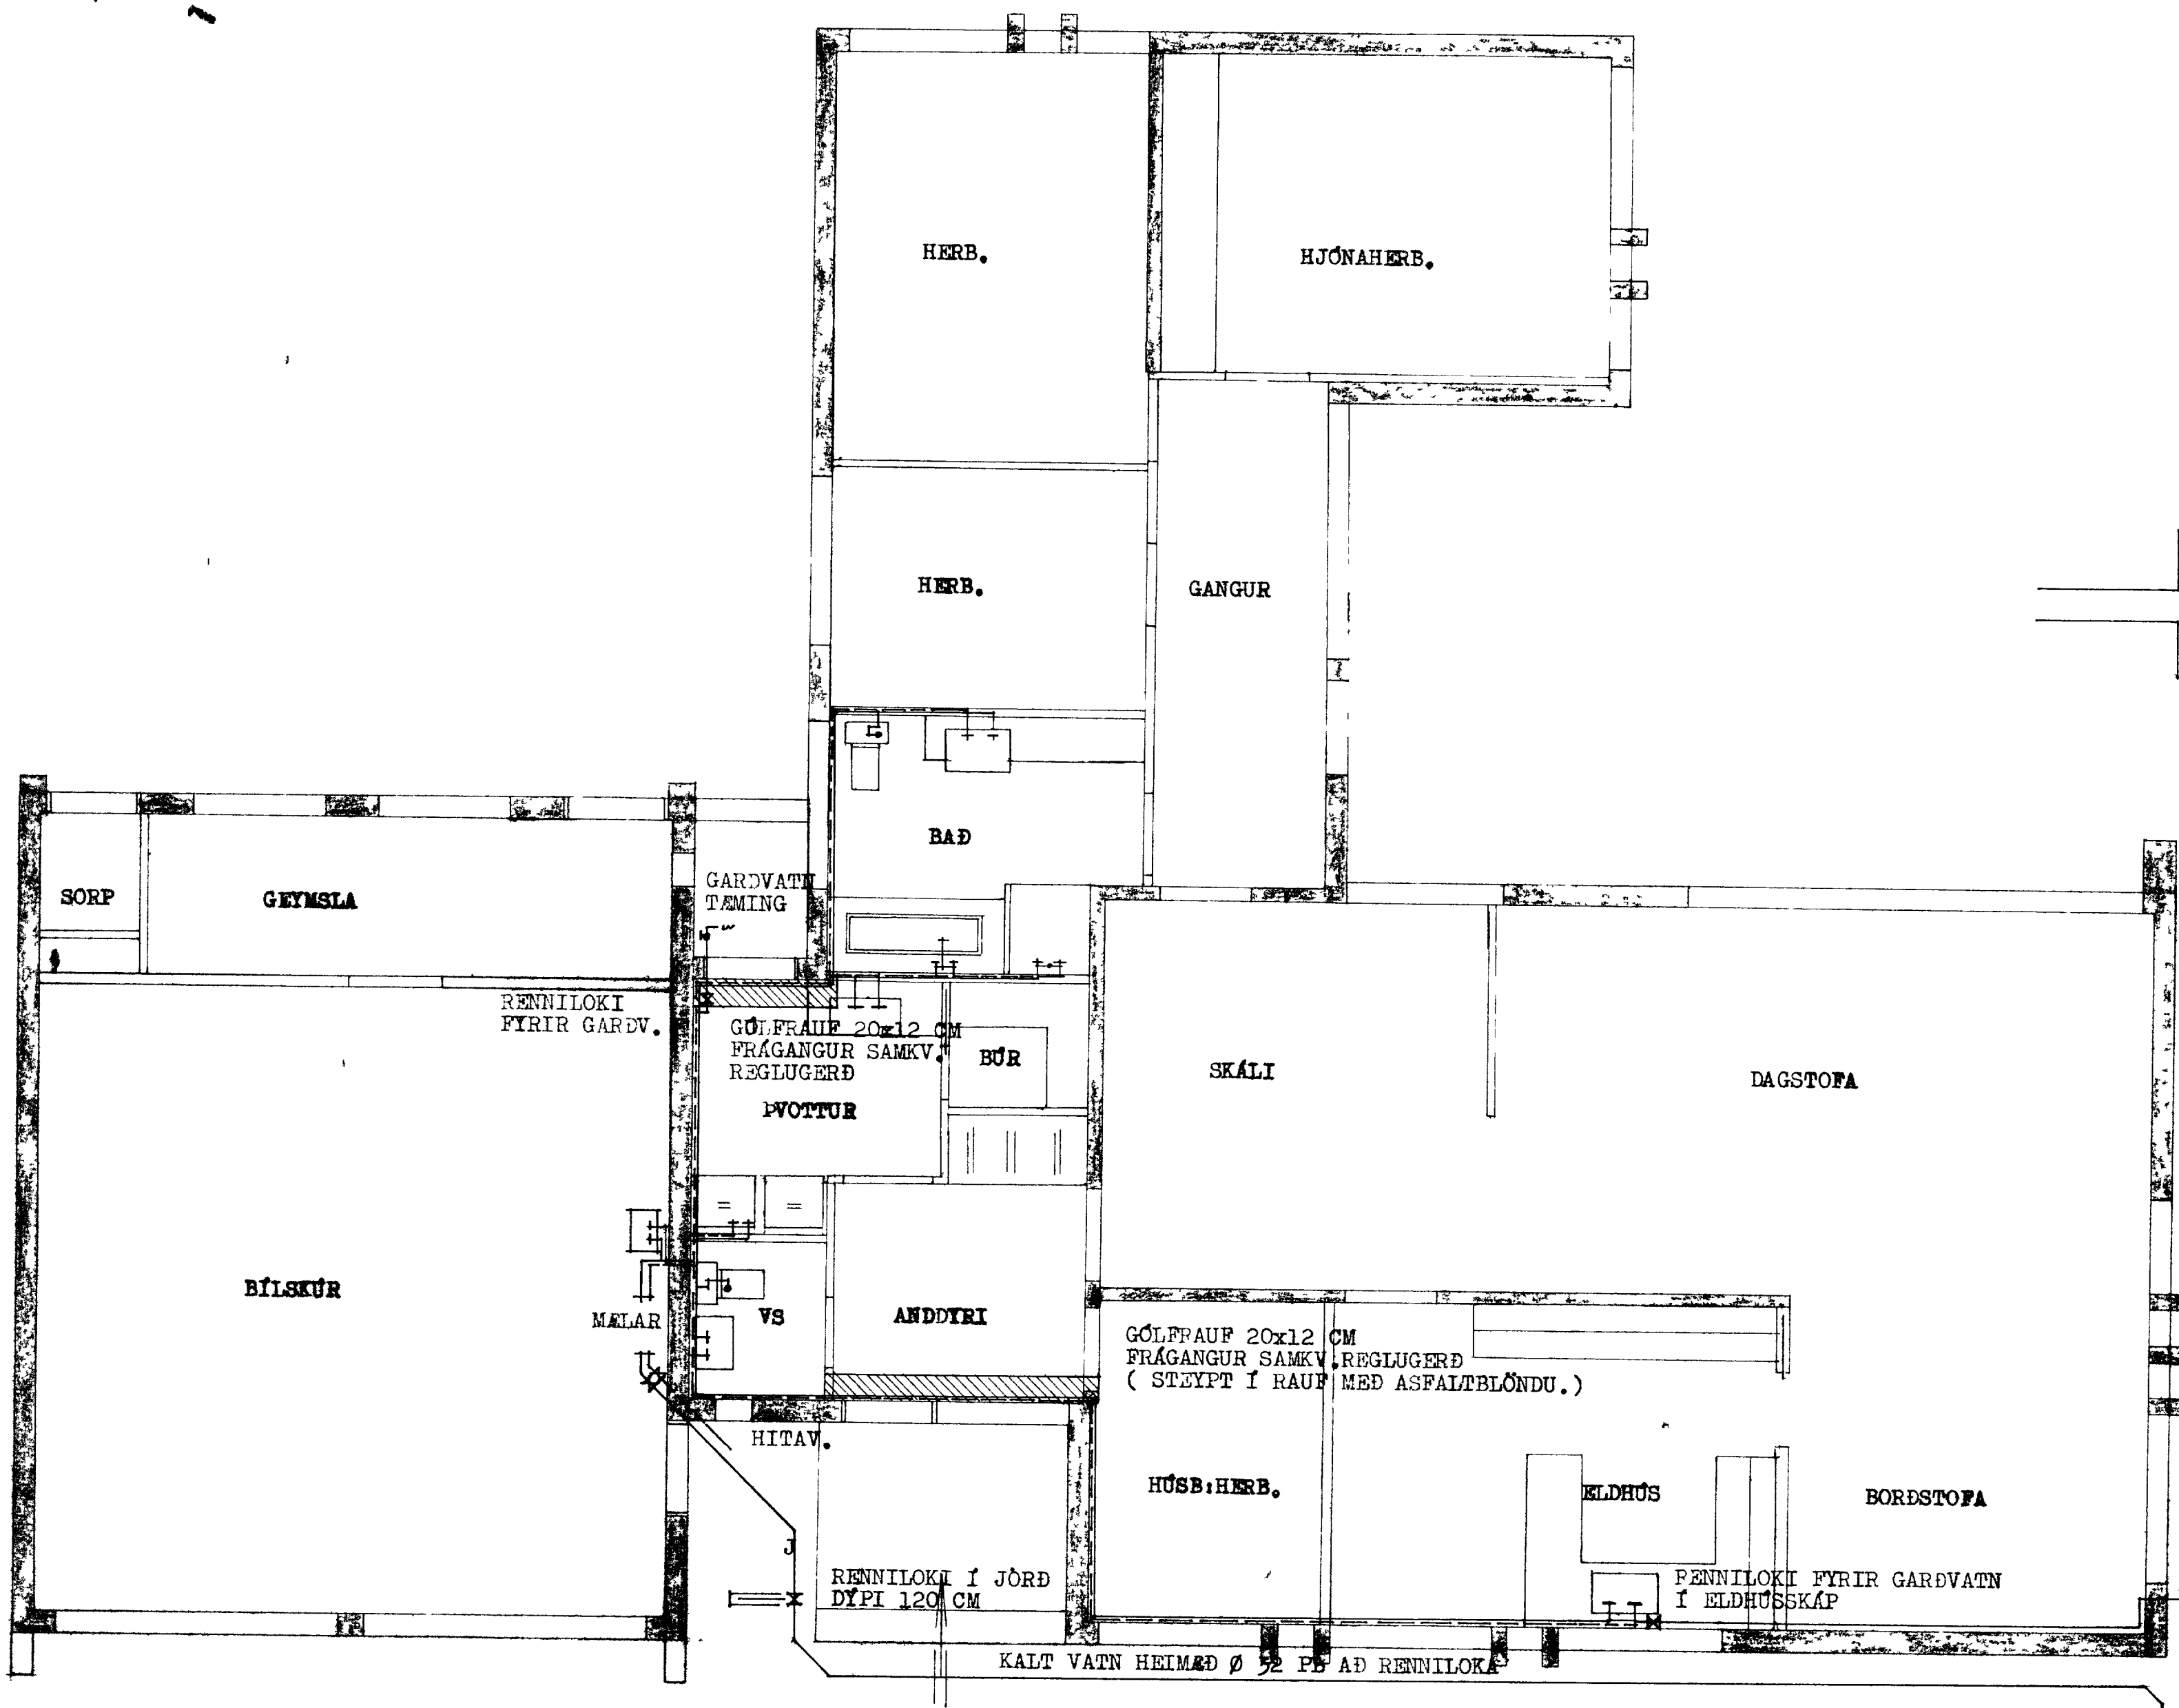 HERB.
HJÓNAHERB.
HERB.
GANGUR
BAÐ
SORP
GEYMSLA
GARDVATN
TÆMING
RENNILOKI
FYRIR GARÐV.
GÓLFRAUF 20x12 CM
FRÁGANGUR SAMKV.
REGLUGERÐ
BÚR
ÞVOTTUR
SKÁLI
DAGSTOFA
BÍLSKÚR
MÆLAR
VS
ANDDYRI
GÓLFRAUF 20x12 CM
FRÁGANGUR SAMKV.REGLUGERÐ
( STEYPT Í RAUF MEÐ ASFALTBLÖNDU.)
HITAV.
HÚSB:HERB.
ELDHÚS
BORÐSTOFA
J
RENNILOKI Í JÖRÐ
DÝPI 120 CM
RENNILOKI FYRIR GARÐVATN
Í ELDHÚSSKÁP
KALT VATN HEIMÆÐ Ø 32 AÐ RENNILOKA